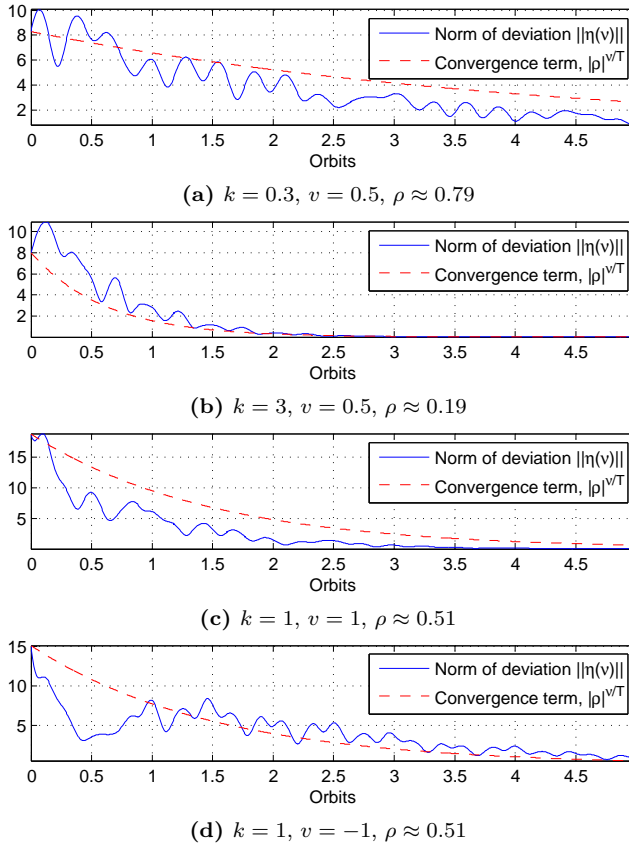 10
8
6
4
2
Norm of deviation ||η(ν)||
Convergence term, |ρ|^ν/T
0 0.5 1 1.5 2 2.5 3 3.5 4 4.5
Orbits
(a) k = 0.3, v = 0.5, ρ ≈ 0.79
10
8
6
4
2
Norm of deviation ||η(ν)||
Convergence term, |ρ|^ν/T
0 0.5 1 1.5 2 2.5 3 3.5 4 4.5
Orbits
(b) k = 3, v = 0.5, ρ ≈ 0.19
15
10
5
Norm of deviation ||η(ν)||
Convergence term, |ρ|^ν/T
0 0.5 1 1.5 2 2.5 3 3.5 4 4.5
Orbits
(c) k = 1, v = 1, ρ ≈ 0.51
15
10
5
Norm of deviation ||η(ν)||
Convergence term, |ρ|^ν/T
0 0.5 1 1.5 2 2.5 3 3.5 4 4.5
Orbits
(d) k = 1, v = −1, ρ ≈ 0.51